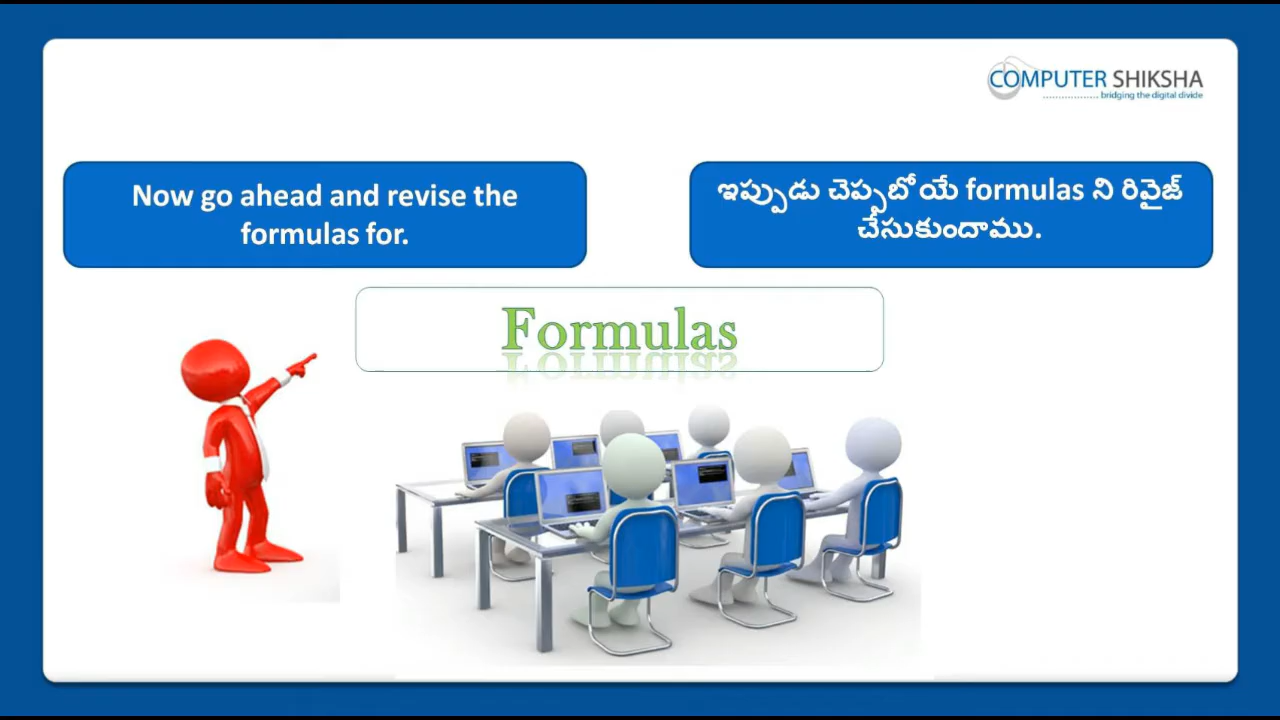 COMPUTER SHIKSHA
bridging the digital divide
Now go ahead and revise the
formulas for.
ఇప్పుడు చెప్పబోయే formulas ని రివైజ్
చేసుకుందాము.
Formulas